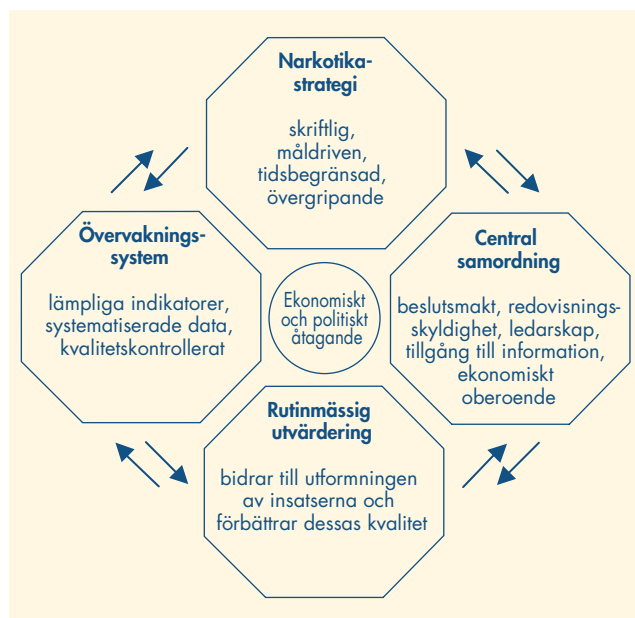 Narkotika-
strategi
skriftlig,
måldriven,
tidsbegränsad,
övergripande
Övervaknings-
system
lämpliga indikatorer,
systematiserade data,
kvalitetskontrollerat
Ekonomiskt
och politiskt
åtagande
Central
samordning
beslutsmakt, redovisnings-
skyldighet, ledarskap,
tillgång till information,
ekonomiskt
oberoende
Rutinmässig
utvärdering
bidrar till utformningen
av insatserna och
förbättrar dessas kvalitet